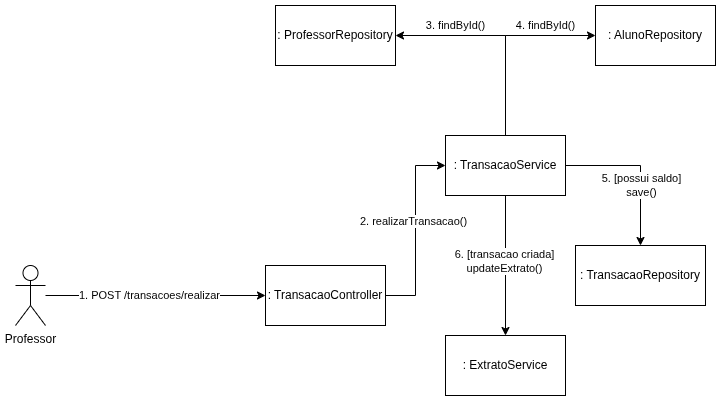 3. findById()
4. findById()
: ProfessorRepository
: AlunoRepository
: TransacaoService
5. [possui saldo]
save()
2. realizarTransacao()
6. [transacao criada]
updateExtrato()
: TransacaoRepository
1. POST /transacoes/realizar
: TransacaoController
Professor
: ExtratoService